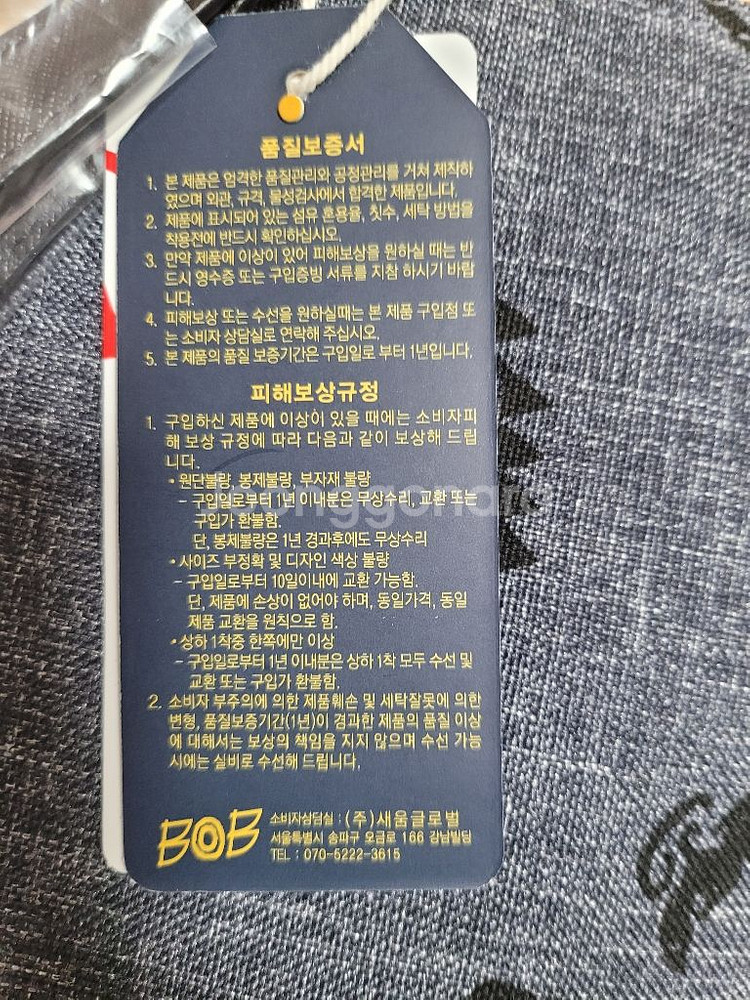 품질보증서
1. 본 제품은 엄격한 품질관리와 공정관리를 거쳐 제작하
였으며 외관, 규격, 물성검사에서 합격한 제품입니다.
2. 제품에 표시되어 있는 섬유 혼용율, 칫수, 세탁 방법을
착용전에 반드시 확인하십시오.
3. 만약 제품에 이상이 있어 피해보상을 원하실 때는 반
드시 영수증 또는 구입증빙 서류를 지참 하시기 바랍
니다.
4. 피해보상 또는 수선을 원하실때는 본 제품 구입점 또
는 소비자 상담실로 연락해 주십시오.
5. 본 제품의 품질 보증기간은 구입일로 부터 1년입니다.
피해보상규정
1. 구입하신 제품에 이상이 있을 때에는 소비자피
해 보상 규정에 따라 다음과 같이 보상해 드립
니다.
• 원단불량, 봉제불량, 부자재 불량
- 구입일로부터 1년 이내분은 무상수리, 교환 또는
구입가 환불함.
단, 봉제불량은 1년 경과후에도 무상수리
• 사이즈 부정확 및 디자인 색상 불량
- 구입일로부터 10일이내에 교환 가능함.
단, 제품에 손상이 없어야 하며, 동일가격, 동일
제품 교환을 원칙으로 함.
• 상하 1착중 한쪽에만 이상
- 구입일로부터 1년 이내분은 상하 1착 모두 수선 및
교환 또는 구입가 환불함.
2. 소비자 부주의에 의한 제품훼손 및 세탁잘못에 의한
변형, 품질보증기간(1년)이 경과한 제품의 품질 이상
에 대해서는 보상의 책임을 지지 않으며 수선 가능
시에는 실비로 수선해 드립니다.
BOB
소비자상담실 : (주)새움글로벌
서울특별시 송파구 오금로 166 강남빌딩
TEL : 070-5222-3615